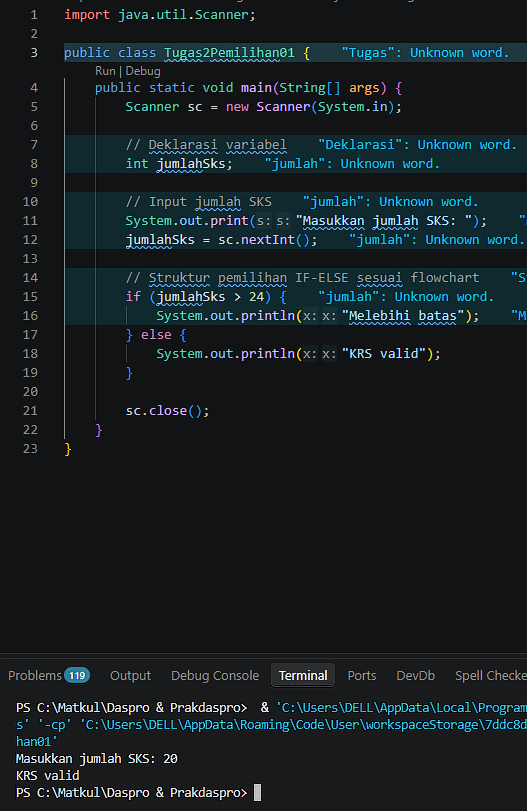 1 import java.util.Scanner;
2
3 public class Tugas2Pemilihan01 { "Tugas": Unknown word.
Run | Debug
4 public static void main(String[] args) {
5 Scanner sc = new Scanner(System.in);
6
7 // Deklarasi variabel "Deklarasi": Unknown word.
8 int jumlahSks; "jumlah": Unknown word.
9
10 // Input jumlah SKS "jumlah": Unknown word.
11 System.out.print(s: s: "Masukkan jumlah SKS: ");
12 jumlahSks = sc.nextInt(); "jumlah": Unknown word.
13
14 // Struktur pemilihan IF-ELSE sesuai flowchart "S
15 if (jumlahSks > 24) { "jumlah": Unknown word.
16 System.out.println(x: x: "Melebihi batas"); "M
17 } else {
18 System.out.println(x: x: "KRS valid");
19 }
20
21 sc.close();
22 }
23 }
Problems 119 Output Debug Console Terminal Ports DevDb Spell Checke
PS C:\Matkul\Daspro & Prakdaspro> & 'C:\Users\DELL\AppData\Local\Program
s' '-cp' 'C:\Users\DELL\AppData\Roaming\Code\User\workspaceStorage\7ddc8d
han01'
Masukkan jumlah SKS: 20
KRS valid
PS C:\Matkul\Daspro & Prakdaspro>